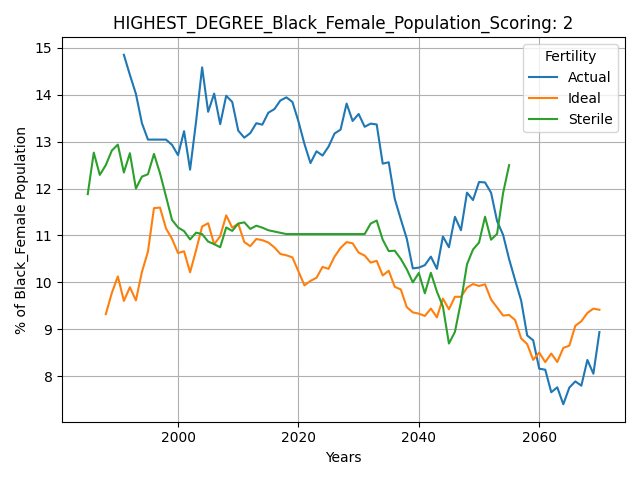 HIGHEST_DEGREE_Black_Female_Population_Scoring: 2
% of Black_Female Population
15
14
13
12
11
10
9
8
Fertility
Actual
Ideal
Sterile
2000
2020
2040
2060
Years